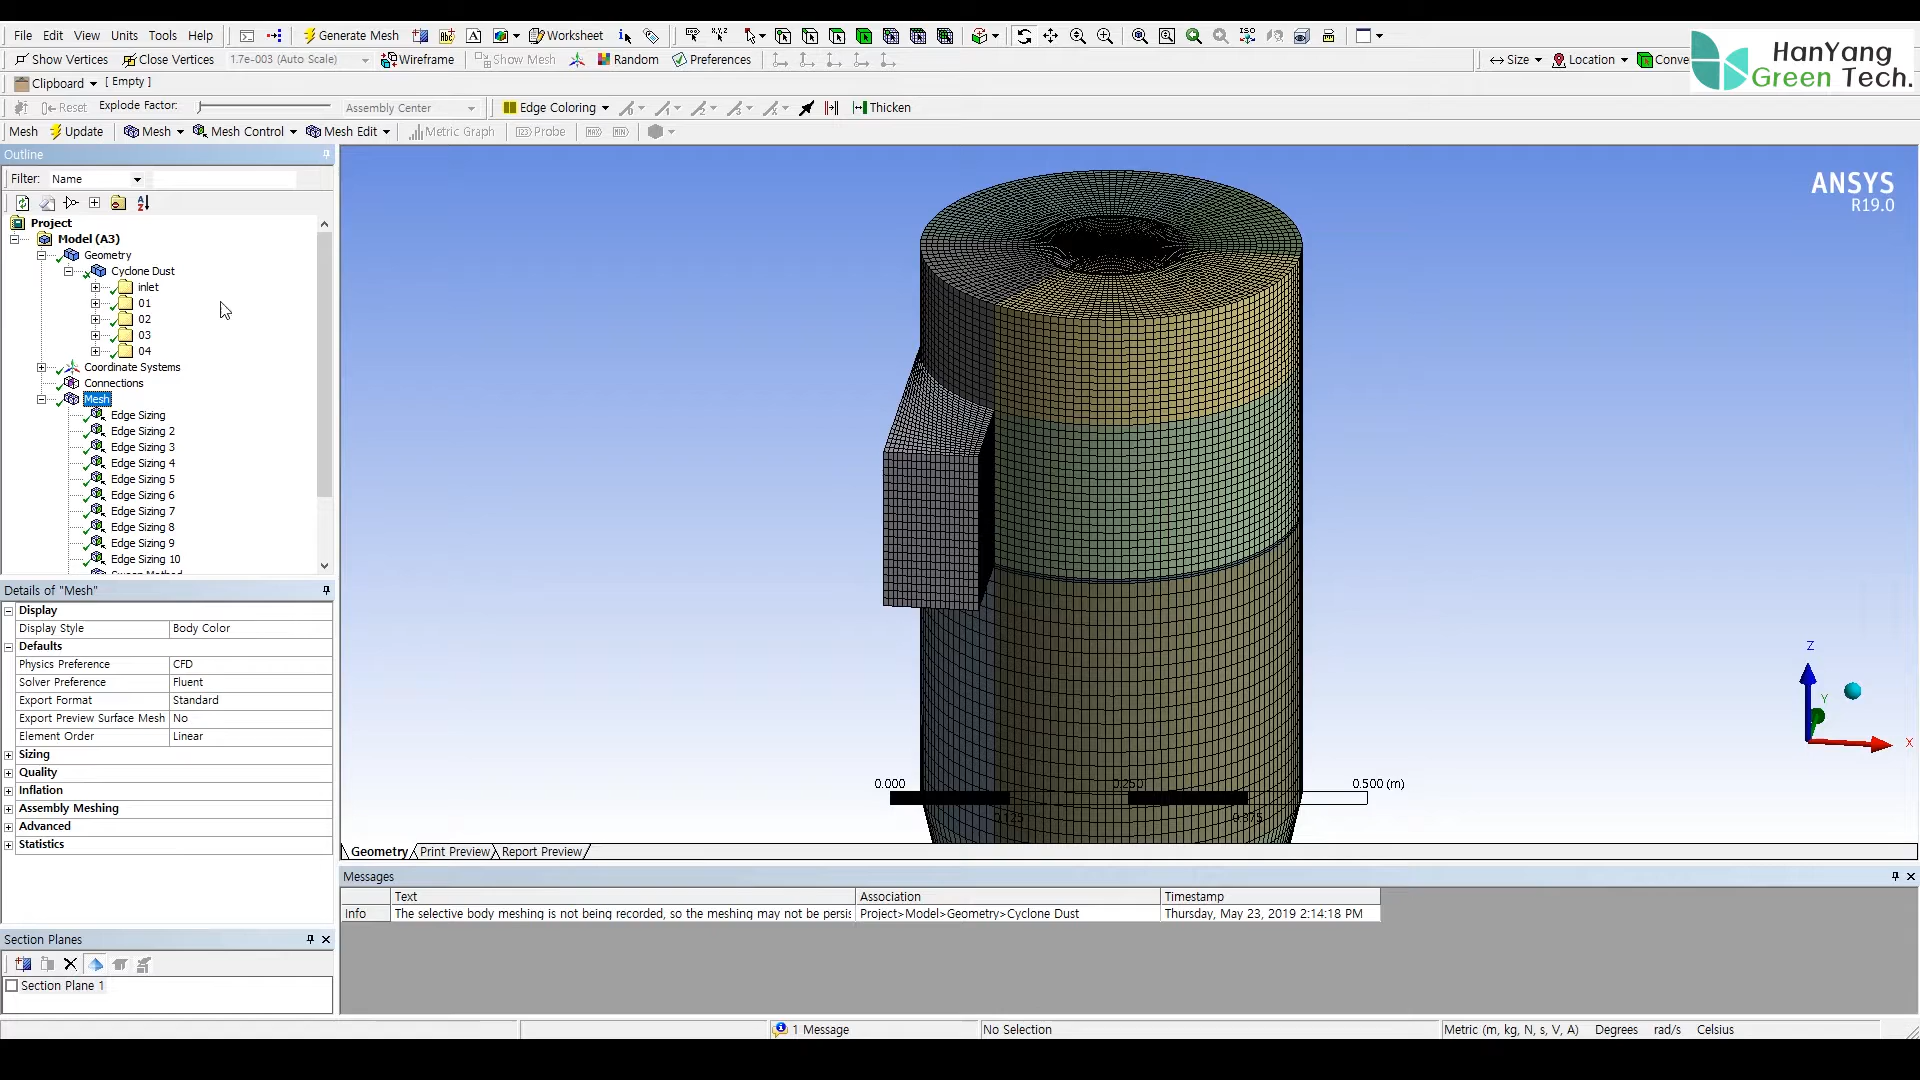 File Edit View Units Tools Help Generate Mesh Worksheet
Show Vertices Close Vertices 1.7e-003 (Auto Scale) Wireframe Show Mesh Random Preferences Size Location Conve
HanYang
Green Tech.
Clipboard [ Empty ]
Reset Explode Factor: Assembly Center Edge Coloring Thicken
Mesh Update Mesh Mesh Control Mesh Edit Metric Graph Probe
Outline
Filter: Name
Project
Model (A3)
Geometry
Cyclone Dust
inlet
01
02
03
04
Coordinate Systems
Connections
Mesh
Edge Sizing
Edge Sizing 2
Edge Sizing 3
Edge Sizing 4
Edge Sizing 5
Edge Sizing 6
Edge Sizing 7
Edge Sizing 8
Edge Sizing 9
Edge Sizing 10
Details of "Mesh"
Display
Display Style Body Color
Defaults
Physics Preference CFD
Solver Preference Fluent
Export Format Standard
Export Preview Surface Mesh No
Element Order Linear
Sizing
Quality
Inflation
Assembly Meshing
Advanced
Statistics
Section Planes
Section Plane 1
ANSYS
R19.0
Z
Y
X
0.000 0.250 0.500 (m)
0.125 0.375
Geometry Print Preview Report Preview
Messages
Text Association Timestamp
Info The selective body meshing is not being recorded, so the meshing may not be persis Project>Model>Geometry>Cyclone Dust Thursday, May 23, 2019 2:14:18 PM
1 Message No Selection Metric (m, kg, N, s, V, A) Degrees rad/s Celsius